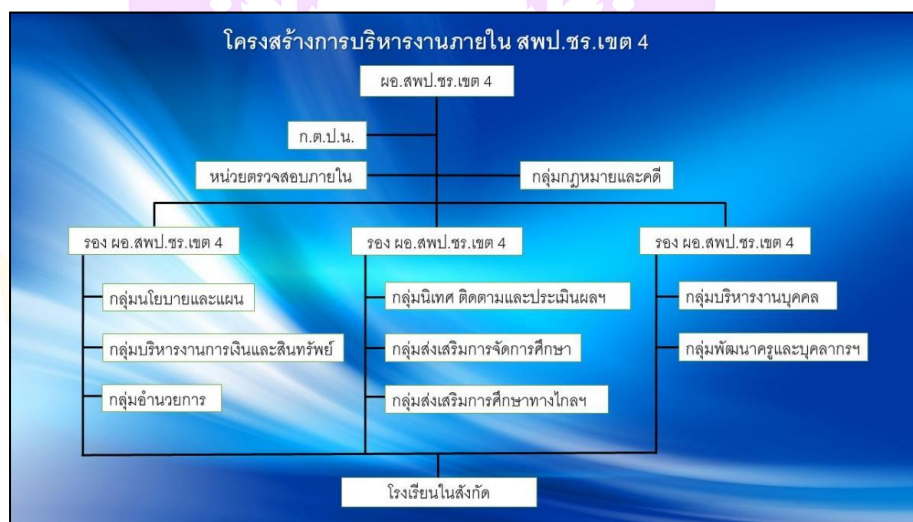 โครงสร้างการบริหารงานภายใน สพป.ชร.เขต 4
ผอ.สพป.ชร.เขต 4
ก.ต.ป.น.
หน่วยตรวจสอบภายใน
กลุ่มกฎหมายและคดี
รอง ผอ.สพป.ชร.เขต 4
รอง ผอ.สพป.ชร.เขต 4
รอง ผอ.สพป.ชร.เขต 4
กลุ่มนโยบายและแผน
กลุ่มบริหารงานการเงินและสินทรัพย์
กลุ่มอำนวยการ
กลุ่มนิเทศ ติดตามและประเมินผลฯ
กลุ่มส่งเสริมการจัดการศึกษา
กลุ่มส่งเสริมการศึกษาทางไกลฯ
กลุ่มบริหารงานบุคคล
กลุ่มพัฒนาครูและบุคลากรฯ
โรงเรียนในสังกัด